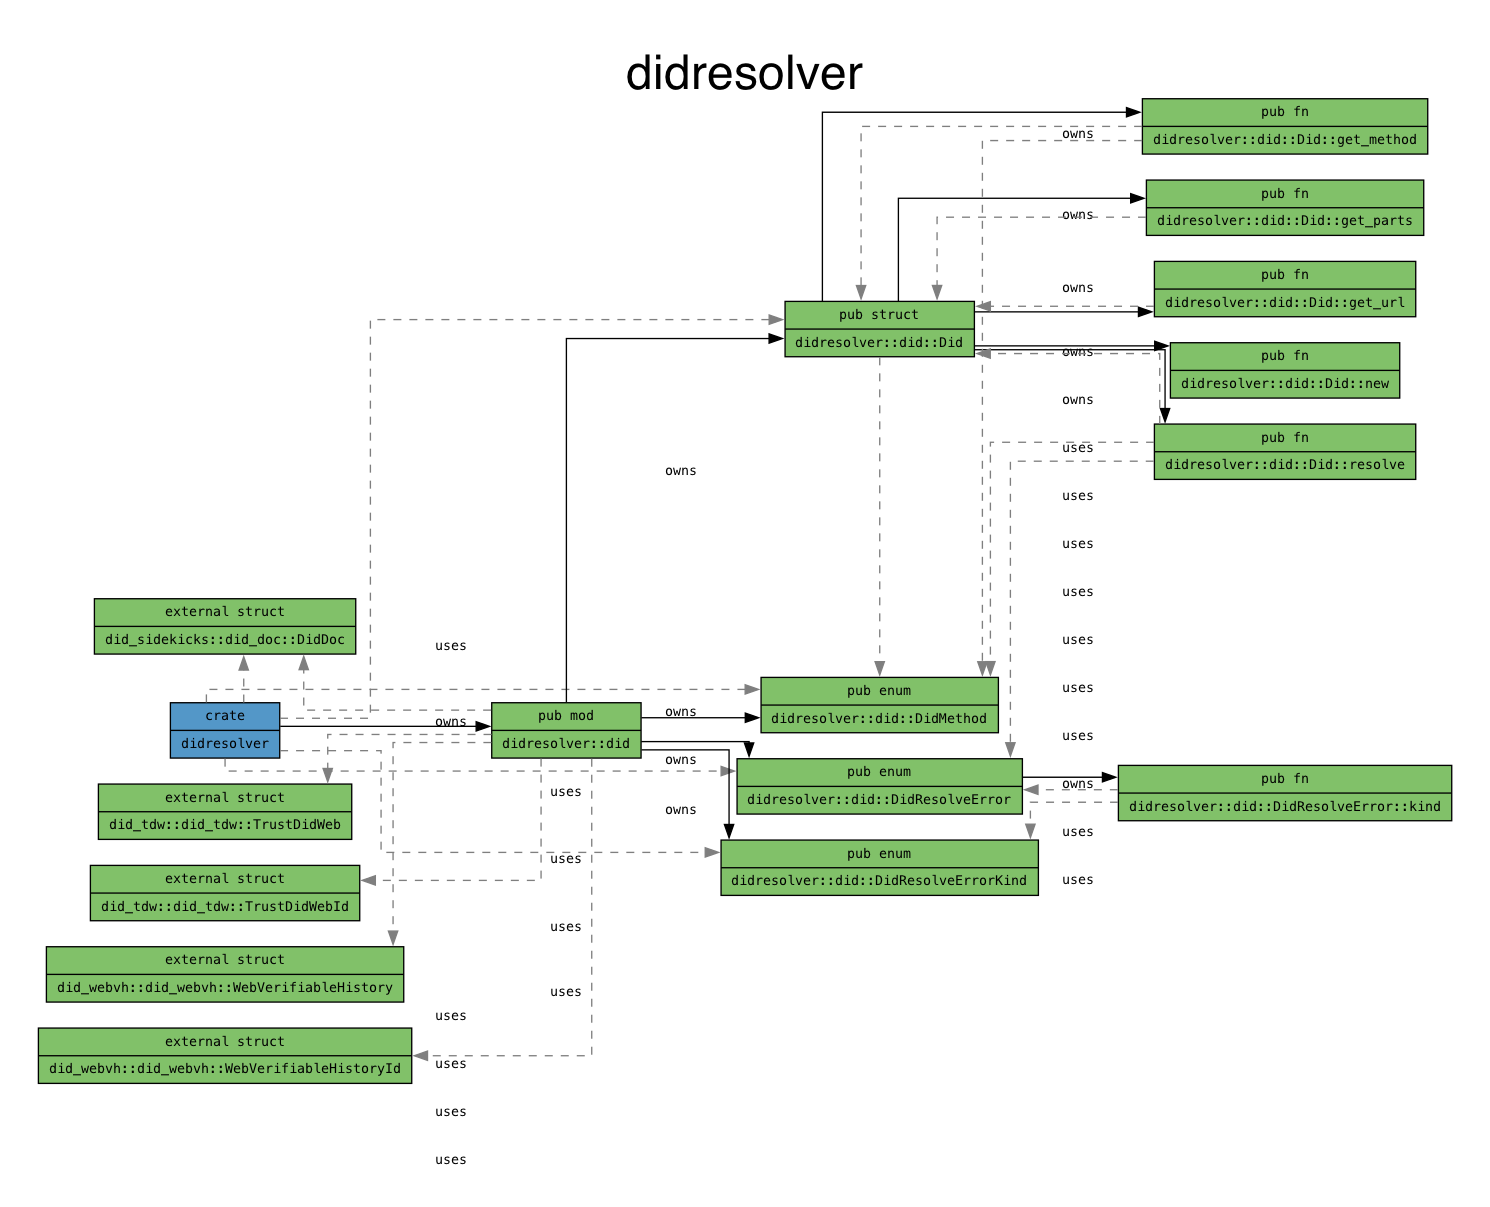 didresolver
pub fn
didresolver::did::Did::get_method
owns
pub fn
didresolver::did::Did::get_parts
owns
pub fn
didresolver::did::Did::get_url
owns
pub struct
didresolver::did::Did
pub fn
didresolver::did::Did::new
owns
owns
pub fn
didresolver::did::Did::resolve
uses
owns
uses
uses
uses
external struct
did_sidekicks::did_doc::DidDoc
uses
uses
pub enum
didresolver::did::DidMethod
uses
owns
crate
didresolver
owns
pub mod
didresolver::did
uses
owns
pub enum
didresolver::did::DidResolveError
owns
pub fn
didresolver::did::DidResolveError::kind
external struct
did_tdw::did_tdw::TrustDidWeb
uses
owns
uses
pub enum
didresolver::did::DidResolveErrorKind
uses
uses
external struct
did_tdw::did_tdw::TrustDidWebId
uses
external struct
did_webvh::did_webvh::WebVerifiableHistory
uses
uses
external struct
did_webvh::did_webvh::WebVerifiableHistoryId
uses
uses
uses